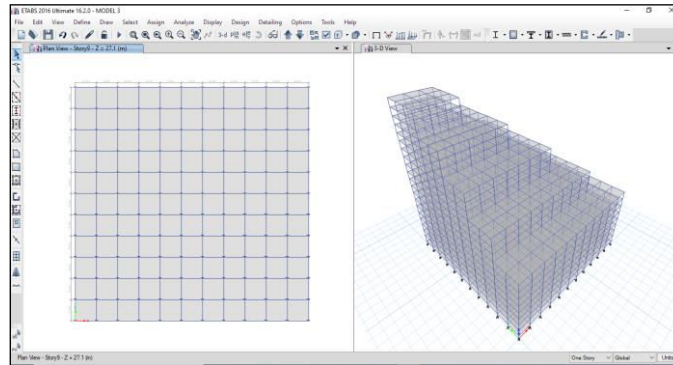 ETABS 2016 Ultimate 16.2.0 - MODEL 3
File Edit View Define Draw Select Assign Analyze Display Design Detailing Options Tools Help
Plan View - Story9 - Z = 27.1 (m)
3-D View
Plan View - Story9 - Z = 27.1 (m)
One Story
Global
Units